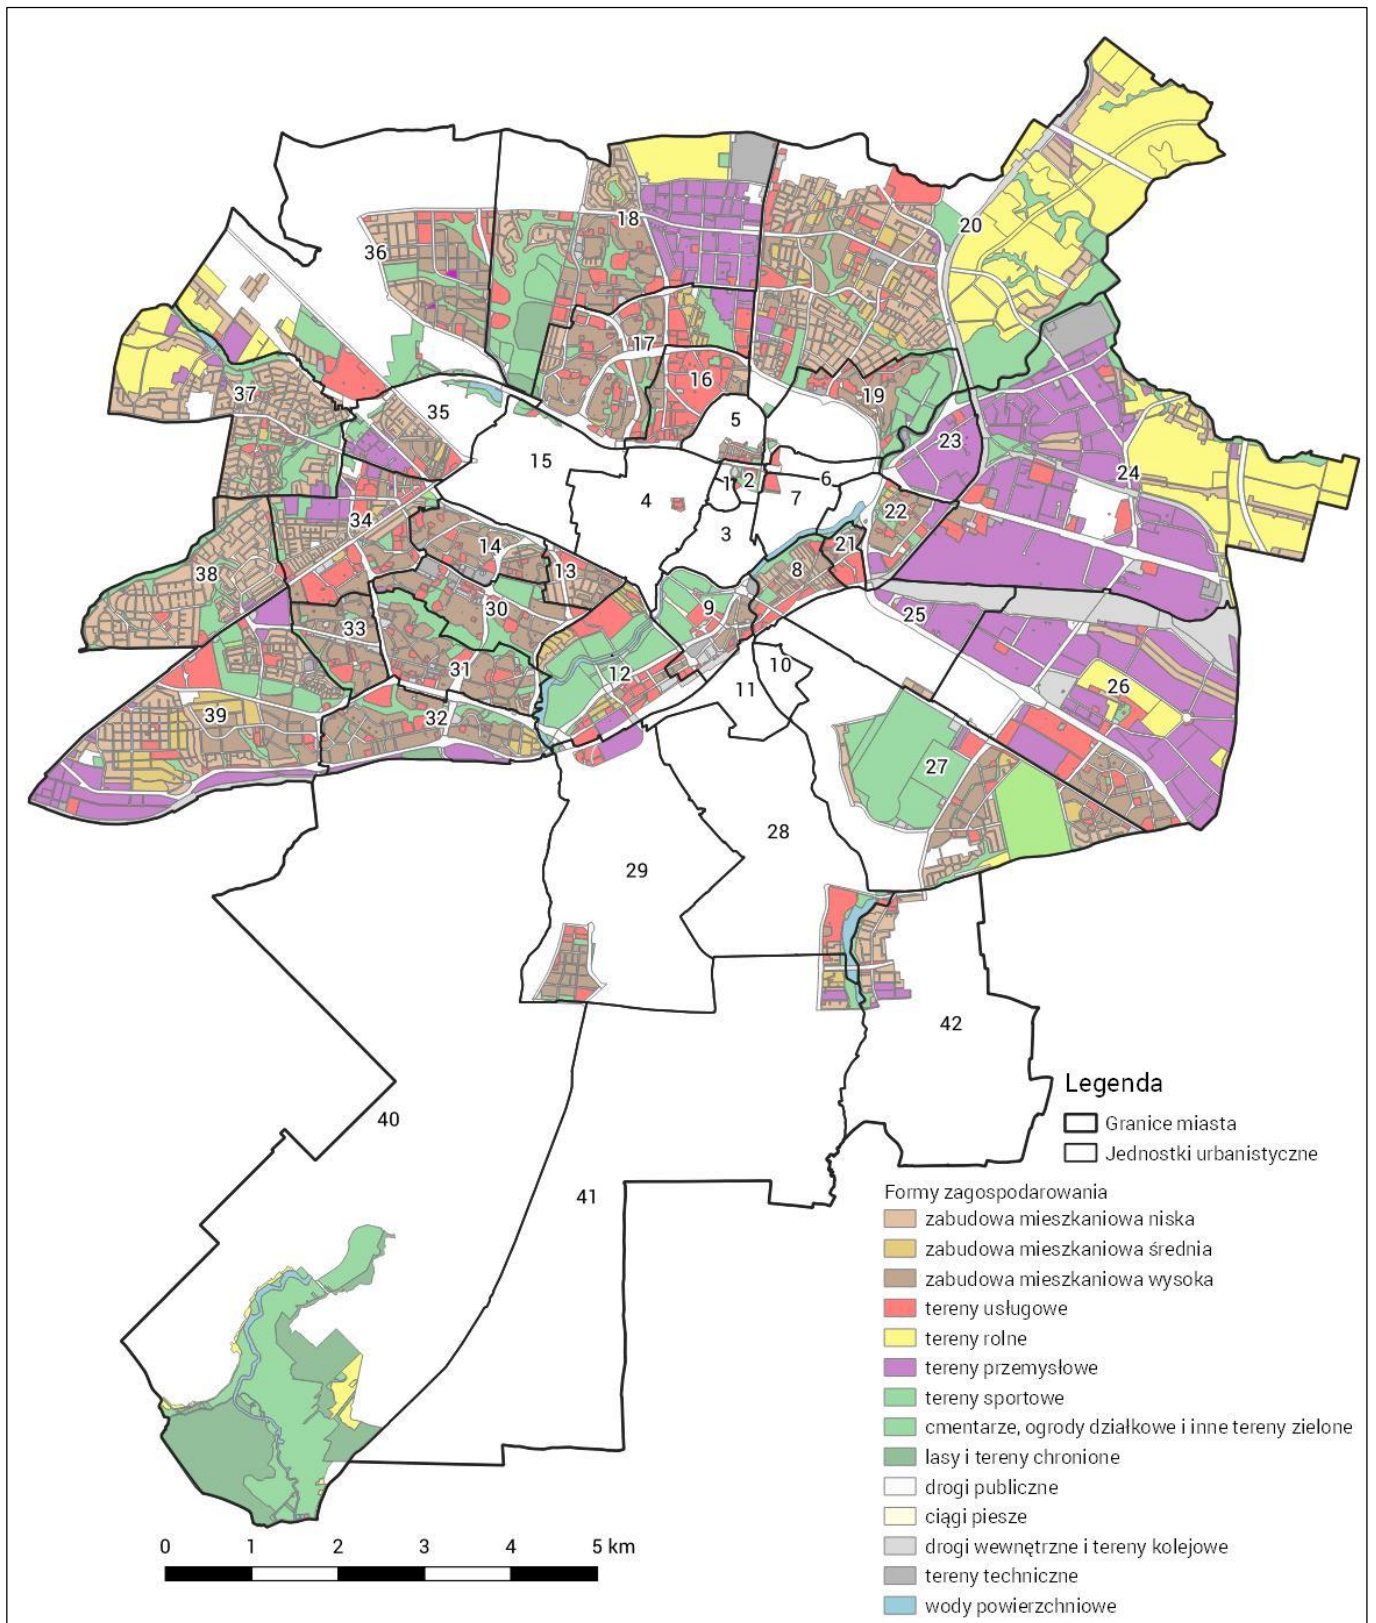 20
18
36
17
16
19
37
35
5
23
15
24
2
6
1
7
4
22
34
3
14
21
13
8
38
30
9
33
25
31
12
10
26
11
39
32
27
28
29
42
Legenda
40
Granice miasta
Jednostki urbanistyczne
41
Formy zagospodarowania
zabudowa mieszkaniowa niska
zabudowa mieszkaniowa średnia
zabudowa mieszkaniowa wysoka
tereny usługowe
tereny rolne
tereny przemysłowe
tereny sportowe
cmentarze, ogrody działkowe i inne tereny zielone
lasy i tereny chronione
drogi publiczne
ciągi piesze
drogi wewnętrzne i tereny kolejowe
tereny techniczne
wody powierzchniowe
0 1 2 3 4 5 km